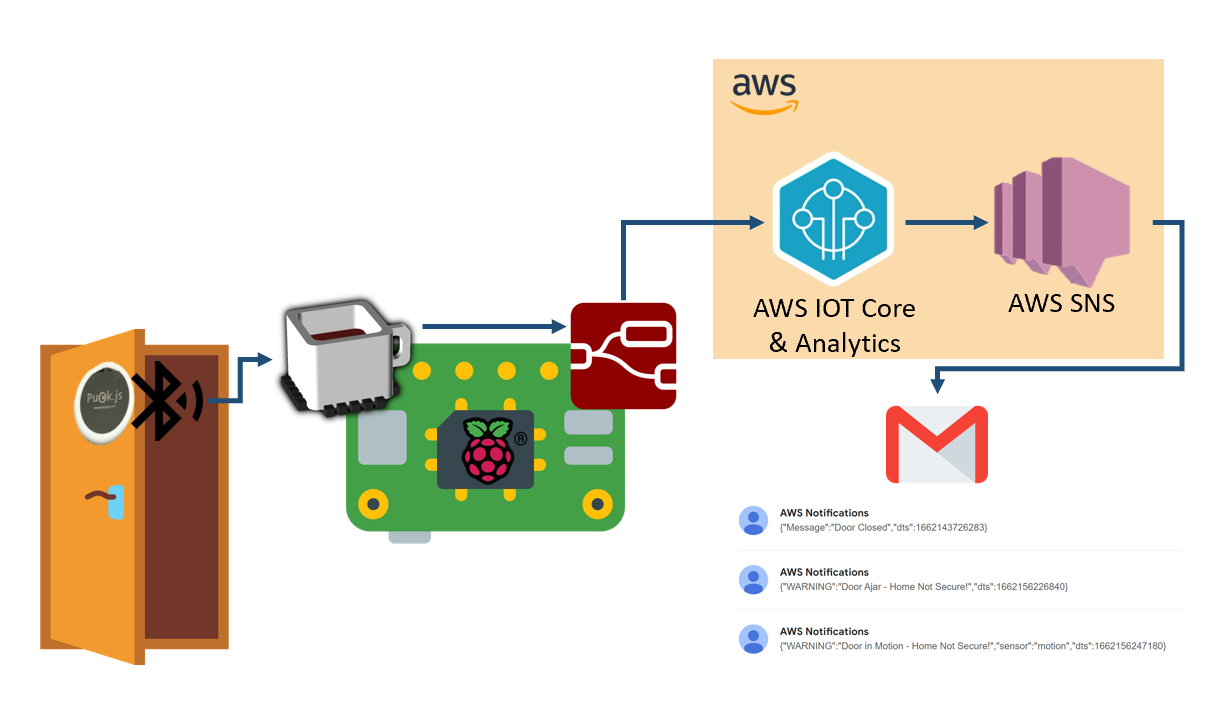 aws
AWS IOT Core
& Analytics
AWS SNS
Puck.js
®
AWS Notifications
{"Message":"Door Closed","dts":1662143726283}
AWS Notifications
{"WARNING":"Door Ajar - Home Not Secure!","dts":1662156226840}
AWS Notifications
{"WARNING":"Door in Motion - Home Not Secure!","sensor":"motion","dts":1662156247180}